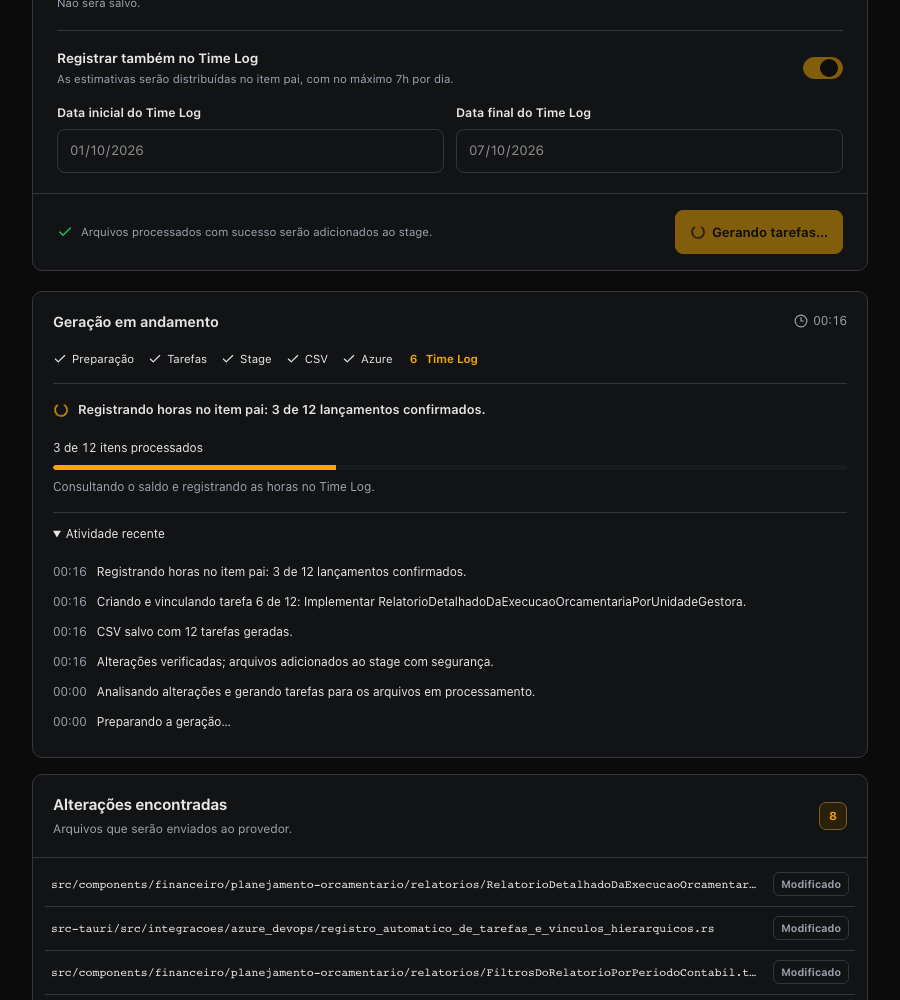 Não será salvo.
Registrar também no Time Log
As estimativas serão distribuídas no item pai, com no máximo 7h por dia.
Data inicial do Time Log
Data final do Time Log
01/10/2026
07/10/2026
Arquivos processados com sucesso serão adicionados ao stage.
Gerando tarefas...
Geração em andamento
00:16
Preparação
Tarefas
Stage
CSV
Azure
6 Time Log
Registrando horas no item pai: 3 de 12 lançamentos confirmados.
3 de 12 itens processados
Consultando o saldo e registrando as horas no Time Log.
▼ Atividade recente
00:16 Registrando horas no item pai: 3 de 12 lançamentos confirmados.
00:16 Criando e vinculando tarefa 6 de 12: Implementar RelatorioDetalhadoDaExecucaoOrcamentariaPorUnidadeGestora.
00:16 CSV salvo com 12 tarefas geradas.
00:16 Alterações verificadas; arquivos adicionados ao stage com segurança.
00:00 Analisando alterações e gerando tarefas para os arquivos em processamento.
00:00 Preparando a geração...
Alterações encontradas
Arquivos que serão enviados ao provedor.
8
src/components/financeiro/planejamento-orcamentario/relatorios/RelatorioDetalhadoDaExecucaoOrcamentar…
Modificado
src-tauri/src/integracoes/azure_devops/registro_automatico_de_tarefas_e_vinculos_hierarquicos.rs
Modificado
src/components/financeiro/planejamento-orcamentario/relatorios/FiltrosDoRelatorioPorPeriodoContabil.t…
Modificado